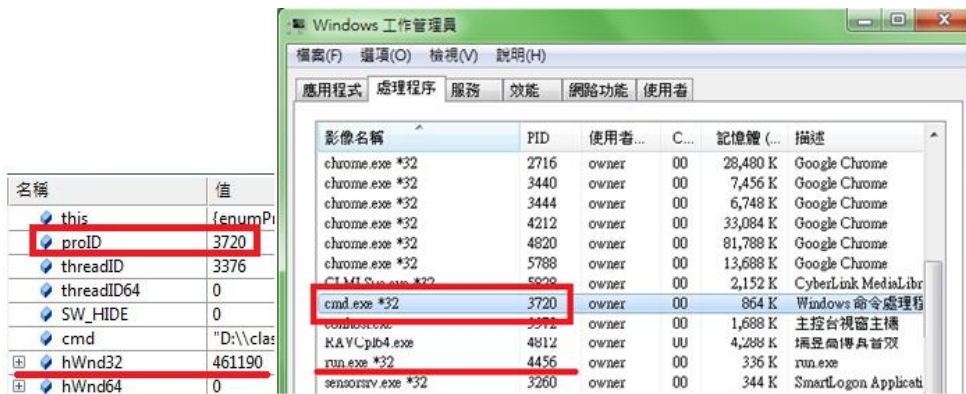 Windows 工作管理員
檔案(F) 選項(O) 檢視(V) 說明(H)
應用程式 處理程序 服務 效能 網路功能 使用者
影像名稱 PID 使用者... C... 記憶體 (... 描述
chrome.exe *32 2716 owner 00 28,480 K Google Chrome
chrome.exe *32 3440 owner 00 7,456 K Google Chrome
chrome.exe *32 3444 owner 00 6,748 K Google Chrome
chrome.exe *32 4212 owner 00 33,084 K Google Chrome
chrome.exe *32 4820 owner 00 81,788 K Google Chrome
chrome.exe *32 5788 owner 00 13,688 K Google Chrome
owner 00 2,152 K CyberLink MediaLibr
cmd.exe *32 3720 owner 00 864 K Windows 命令處理程
conhost.exe owner 00 1,688 K 主控台視窗主機
RAVCpl64.exe 4812 owner 00 4,288 K
run.exe *32 4456 owner 00 336 K run.exe
sensorsrv.exe *32 3260 owner 00 344 K SmartLogon Applicati
名稱 值
this {enumPr
proID 3720
threadID 3376
threadID64 0
SW_HIDE 0
cmd "D:\\clas
hWnd32 461190
hWnd64 0